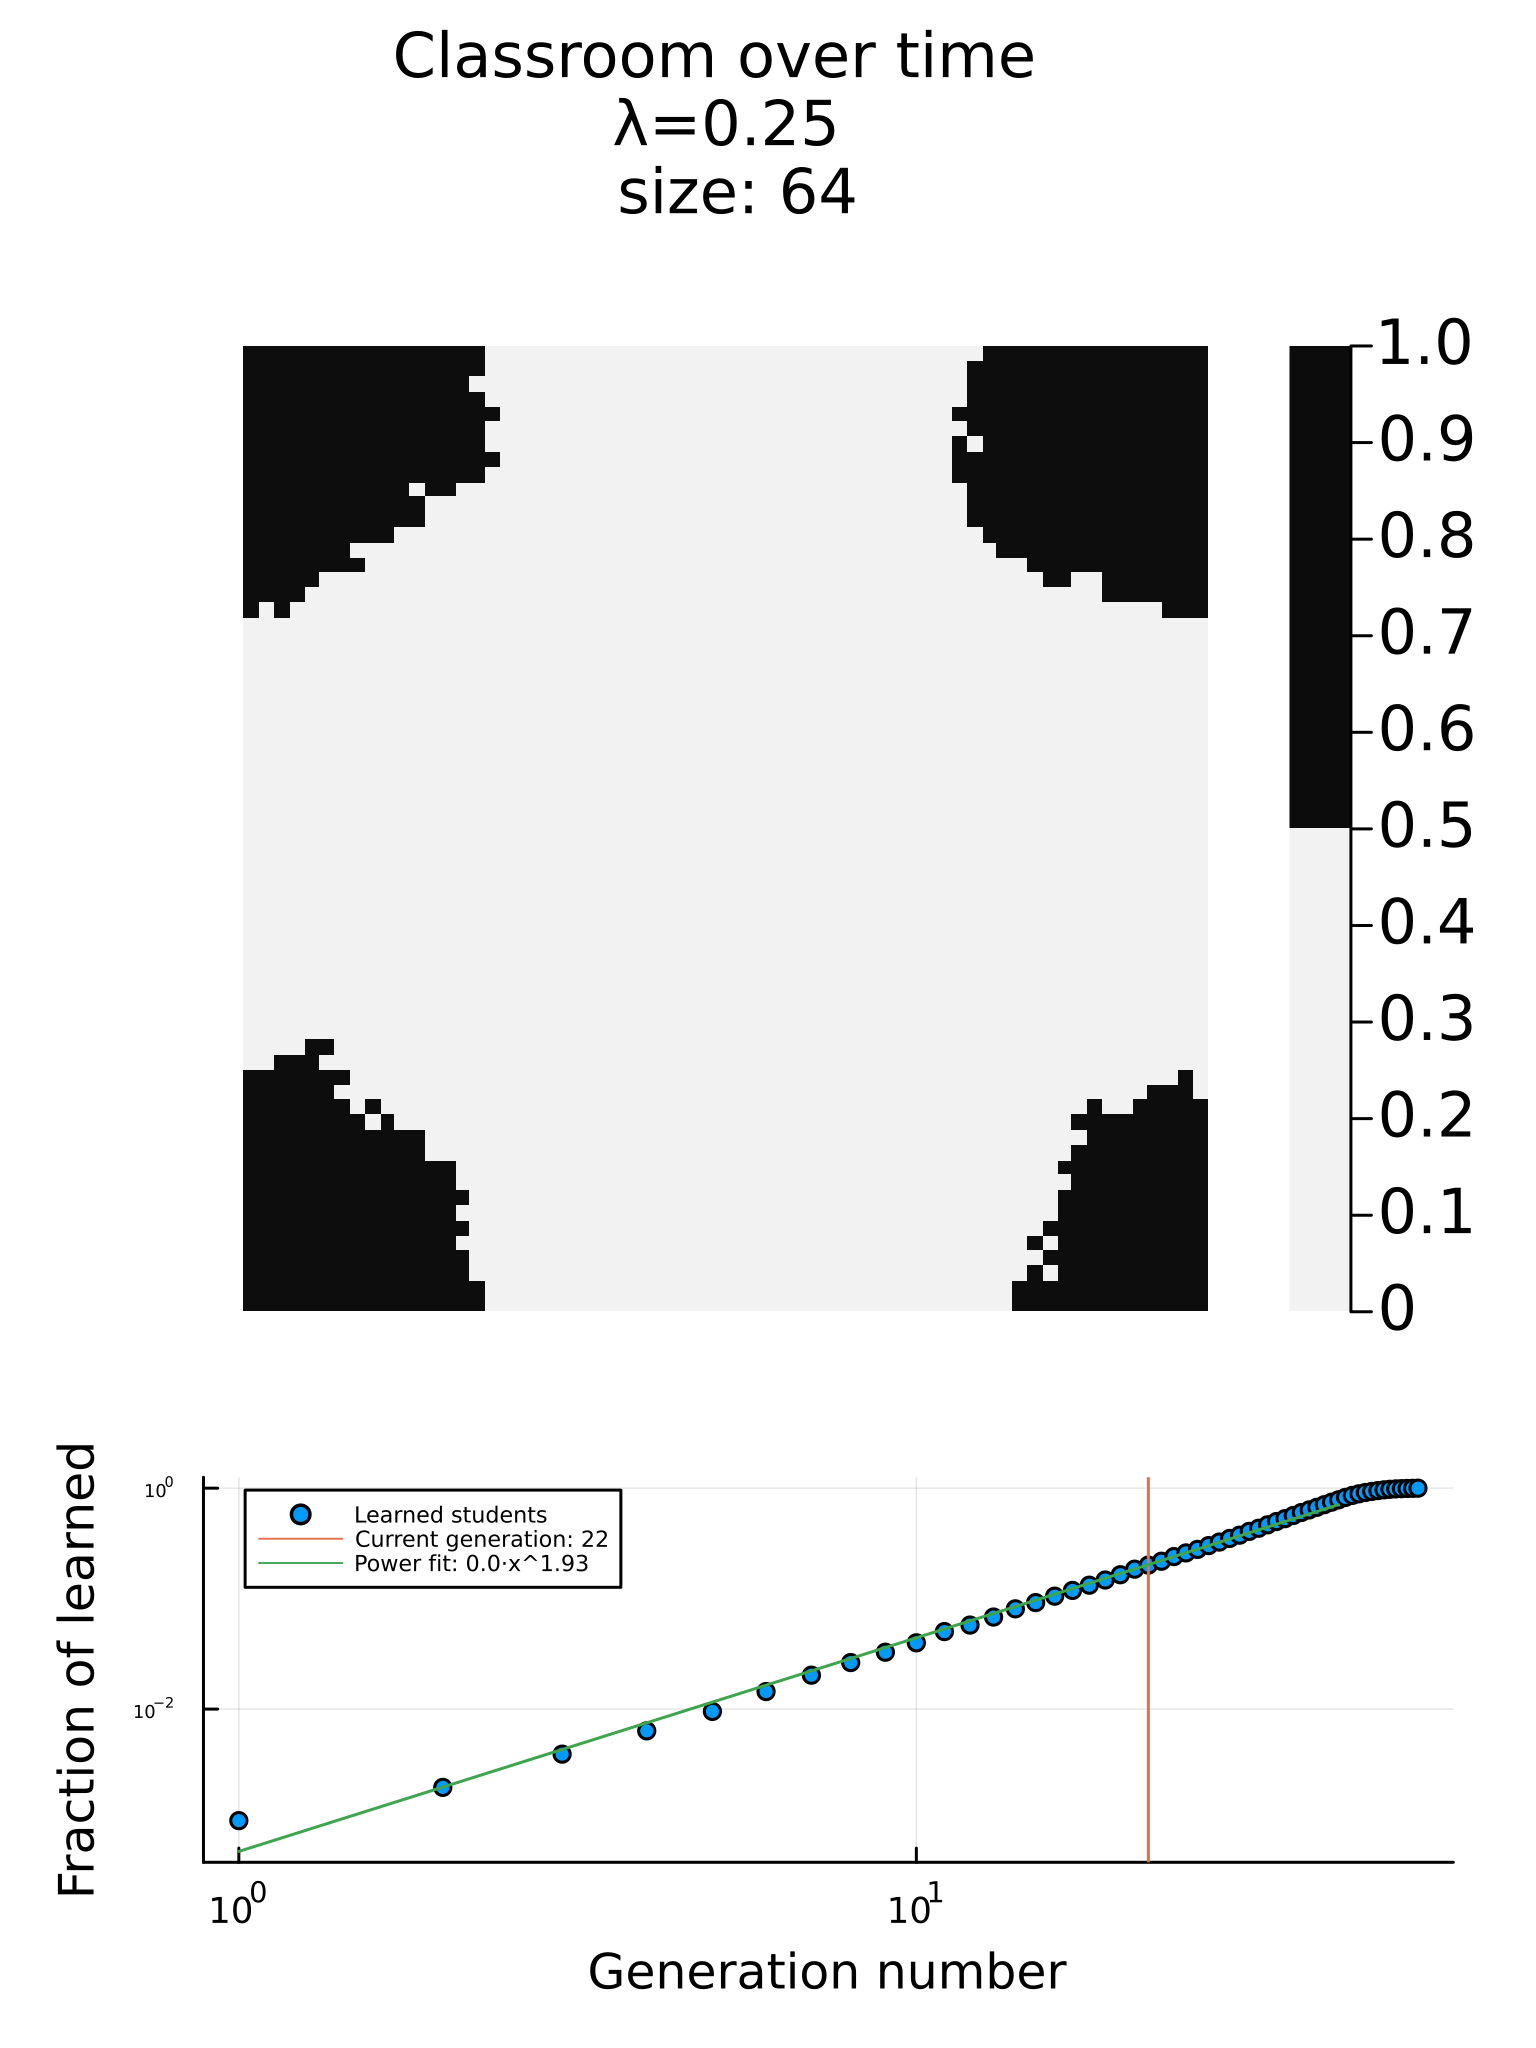 Classroom over time
λ=0.25
size: 64
1.0
0.9
0.8
0.7
0.6
0.5
0.4
0.3
0.2
0.1
0
Fraction of learned
10⁰
10⁻²
Learned students
Current generation: 22
Power fit: 0.0·x^1.93
10⁰ 10¹
Generation number